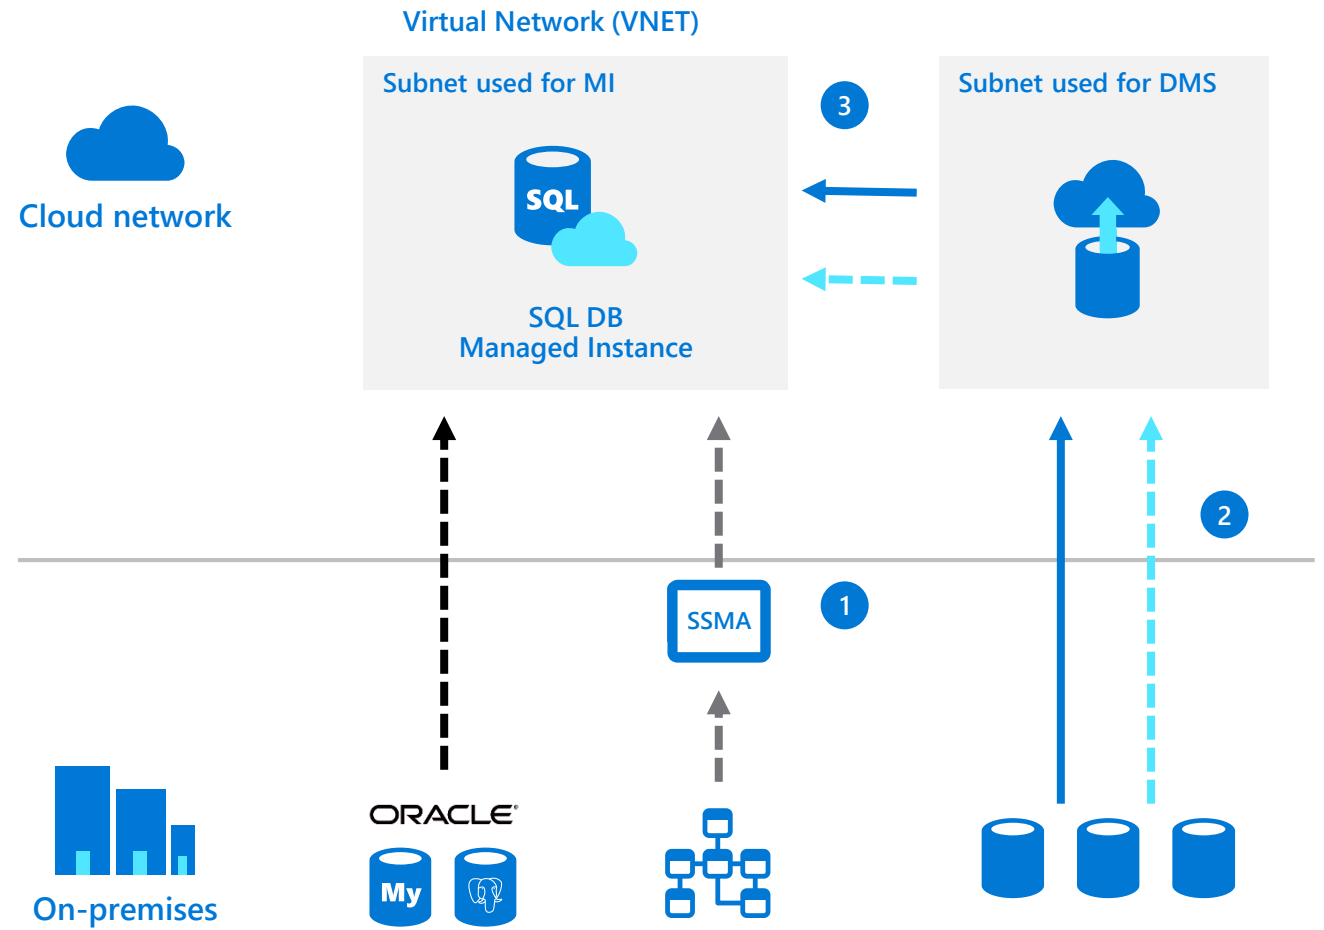 Virtual Network (VNET)
Subnet used for MI
3
Subnet used for DMS
SQL
Cloud network
SQL DB
Managed Instance
2
SSMA
1
ORACLE®
My
On-premises